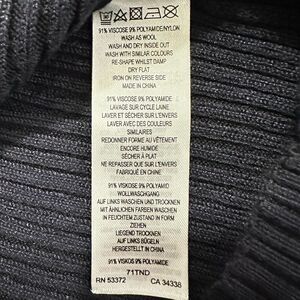 91% VISCOSE 9% POLYAMIDE/NYLON
WASH AS WOOL
WASH AND DRY INSIDE OUT
WASH WITH SIMILAR COLOURS
RE-SHAPE WHILST DAMP
DRY FLAT
IRON ON REVERSE SIDE
MADE IN CHINA
91% VISCOSE 9% POLYAMIDE
LAVAGE SUR CYCLE LAINE
LAVER ET SÉCHER SUR L'ENVERS
LAVER AVEC DES COULEURS
SIMILAIRES
REDONNER FORME AU VÊTEMENT
ENCORE HUMIDE
SÉCHER À PLAT
NE REPASSER QUE SUR L'ENVERS
FABRIQUÉ EN CHINE
91% VISKOSE 9% POLYAMID
WOLLWASCHGANG
AUF LINKS WASCHEN UND TROCKNEN
MIT ÄHNLICHEN FARBEN WASCHEN
IN FEUCHTEM ZUSTAND IN FORM
ZIEHEN
LIEGEND TROCKNEN
AUF LINKS BÜGELN
HERGESTELLT IN CHINA
91% VISKOS 9% POLYAMIDE
71TND
RN 53372 CA 34338